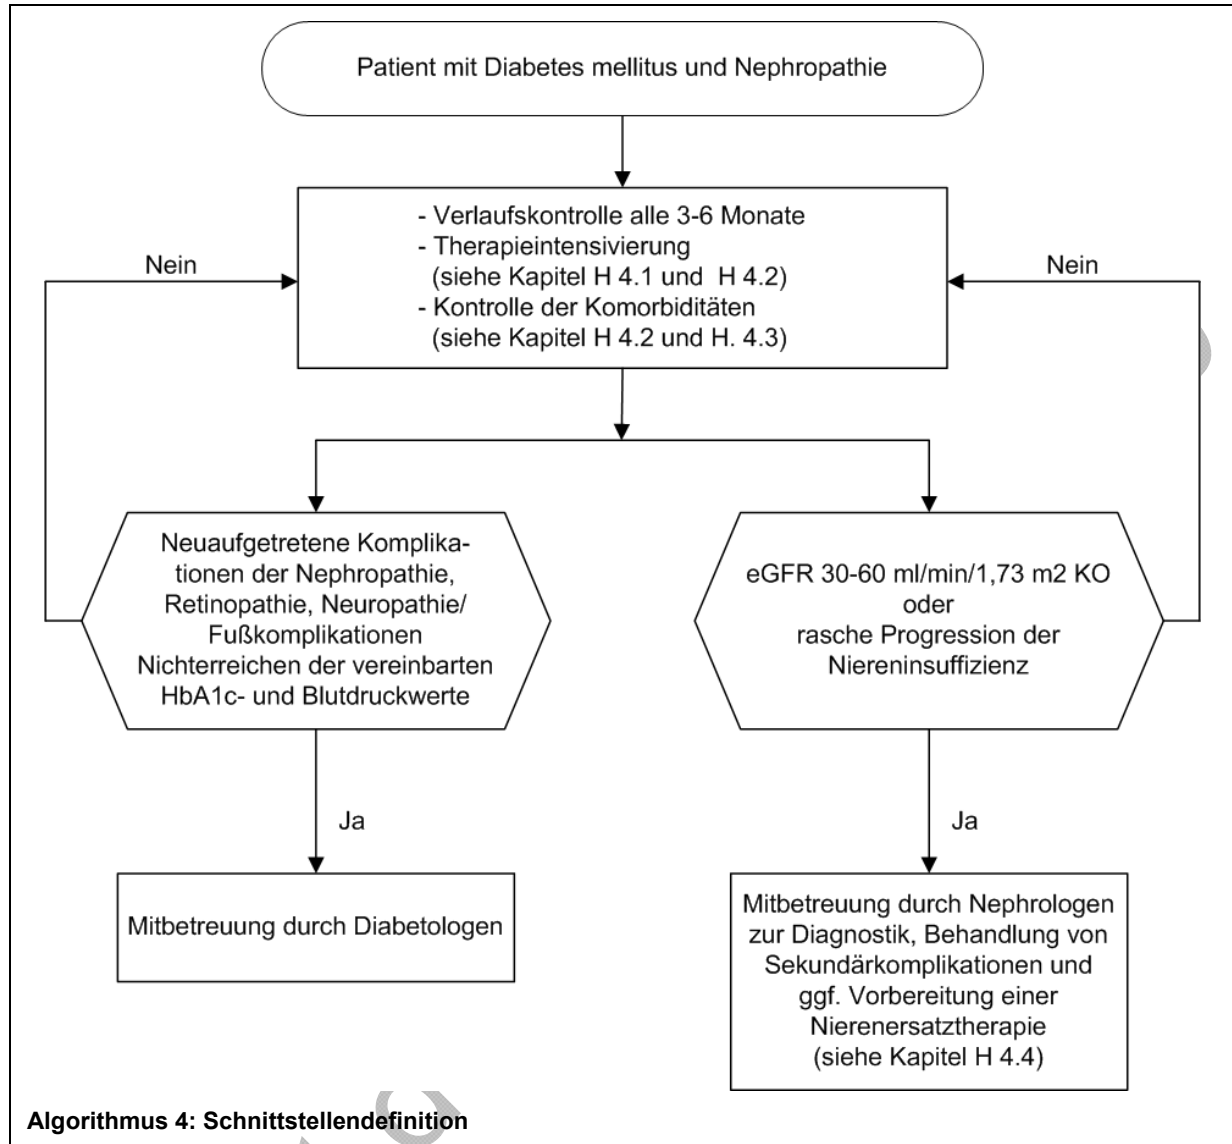 Patient mit Diabetes mellitus und Nephropathie
- Verlaufskontrolle alle 3-6 Monate
- Therapieintensivierung
(siehe Kapitel H 4.1 und H 4.2)
- Kontrolle der Komorbiditäten
(siehe Kapitel H 4.2 und H. 4.3)
Nein
Nein
Neuaufgetretene Komplika-
tionen der Nephropathie,
Retinopathie, Neuropathie/
Fußkomplikationen
Nichterreichen der vereinbarten
HbA1c- und Blutdruckwerte
eGFR 30-60 ml/min/1,73 m2 KO
oder
rasche Progression der
Niereninsuffizienz
Ja
Ja
Mitbetreuung durch Diabetologen
Mitbetreuung durch Nephrologen
zur Diagnostik, Behandlung von
Sekundärkomplikationen und
ggf. Vorbereitung einer
Nierenersatztherapie
(siehe Kapitel H 4.4)
Algorithmus 4: Schnittstellendefinition